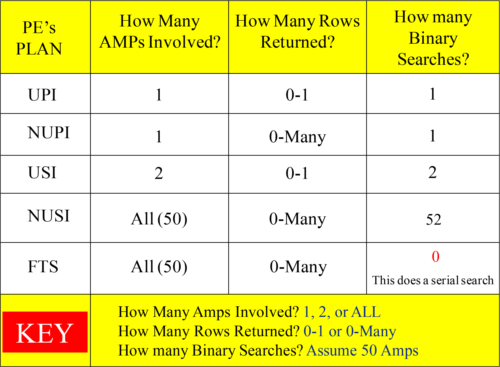 PE's PLAN | How Many AMPs Involved? | How Many Rows Returned? | How many Binary Searches?
UPI | 1 | 0-1 | 1
NUPI | 1 | 0-Many | 1
USI | 2 | 0-1 | 2
NUSI | All (50) | 0-Many | 52
FTS | All (50) | 0-Many | 0
This does a serial search
KEY
How Many Amps Involved? 1, 2, or ALL
How Many Rows Returned? 0-1 or 0-Many
How many Binary Searches? Assume 50 Amps